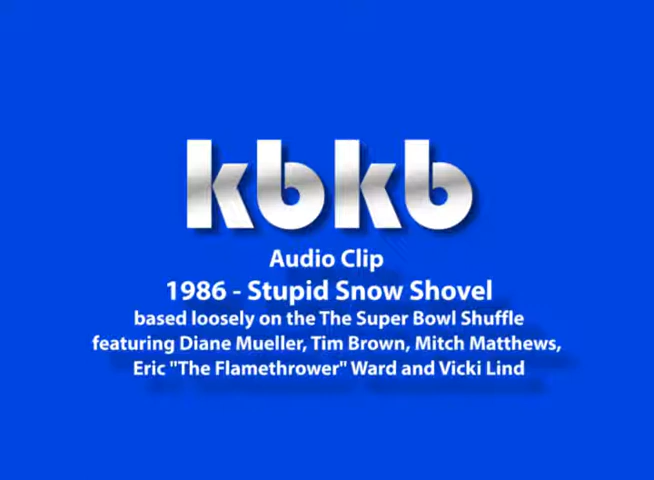 kbkb
Audio Clip
1986 - Stupid Snow Shovel
based loosely on the The Super Bowl Shuffle
featuring Diane Mueller, Tim Brown, Mitch Matthews,
Eric "The Flamethrower" Ward and Vicki Lind